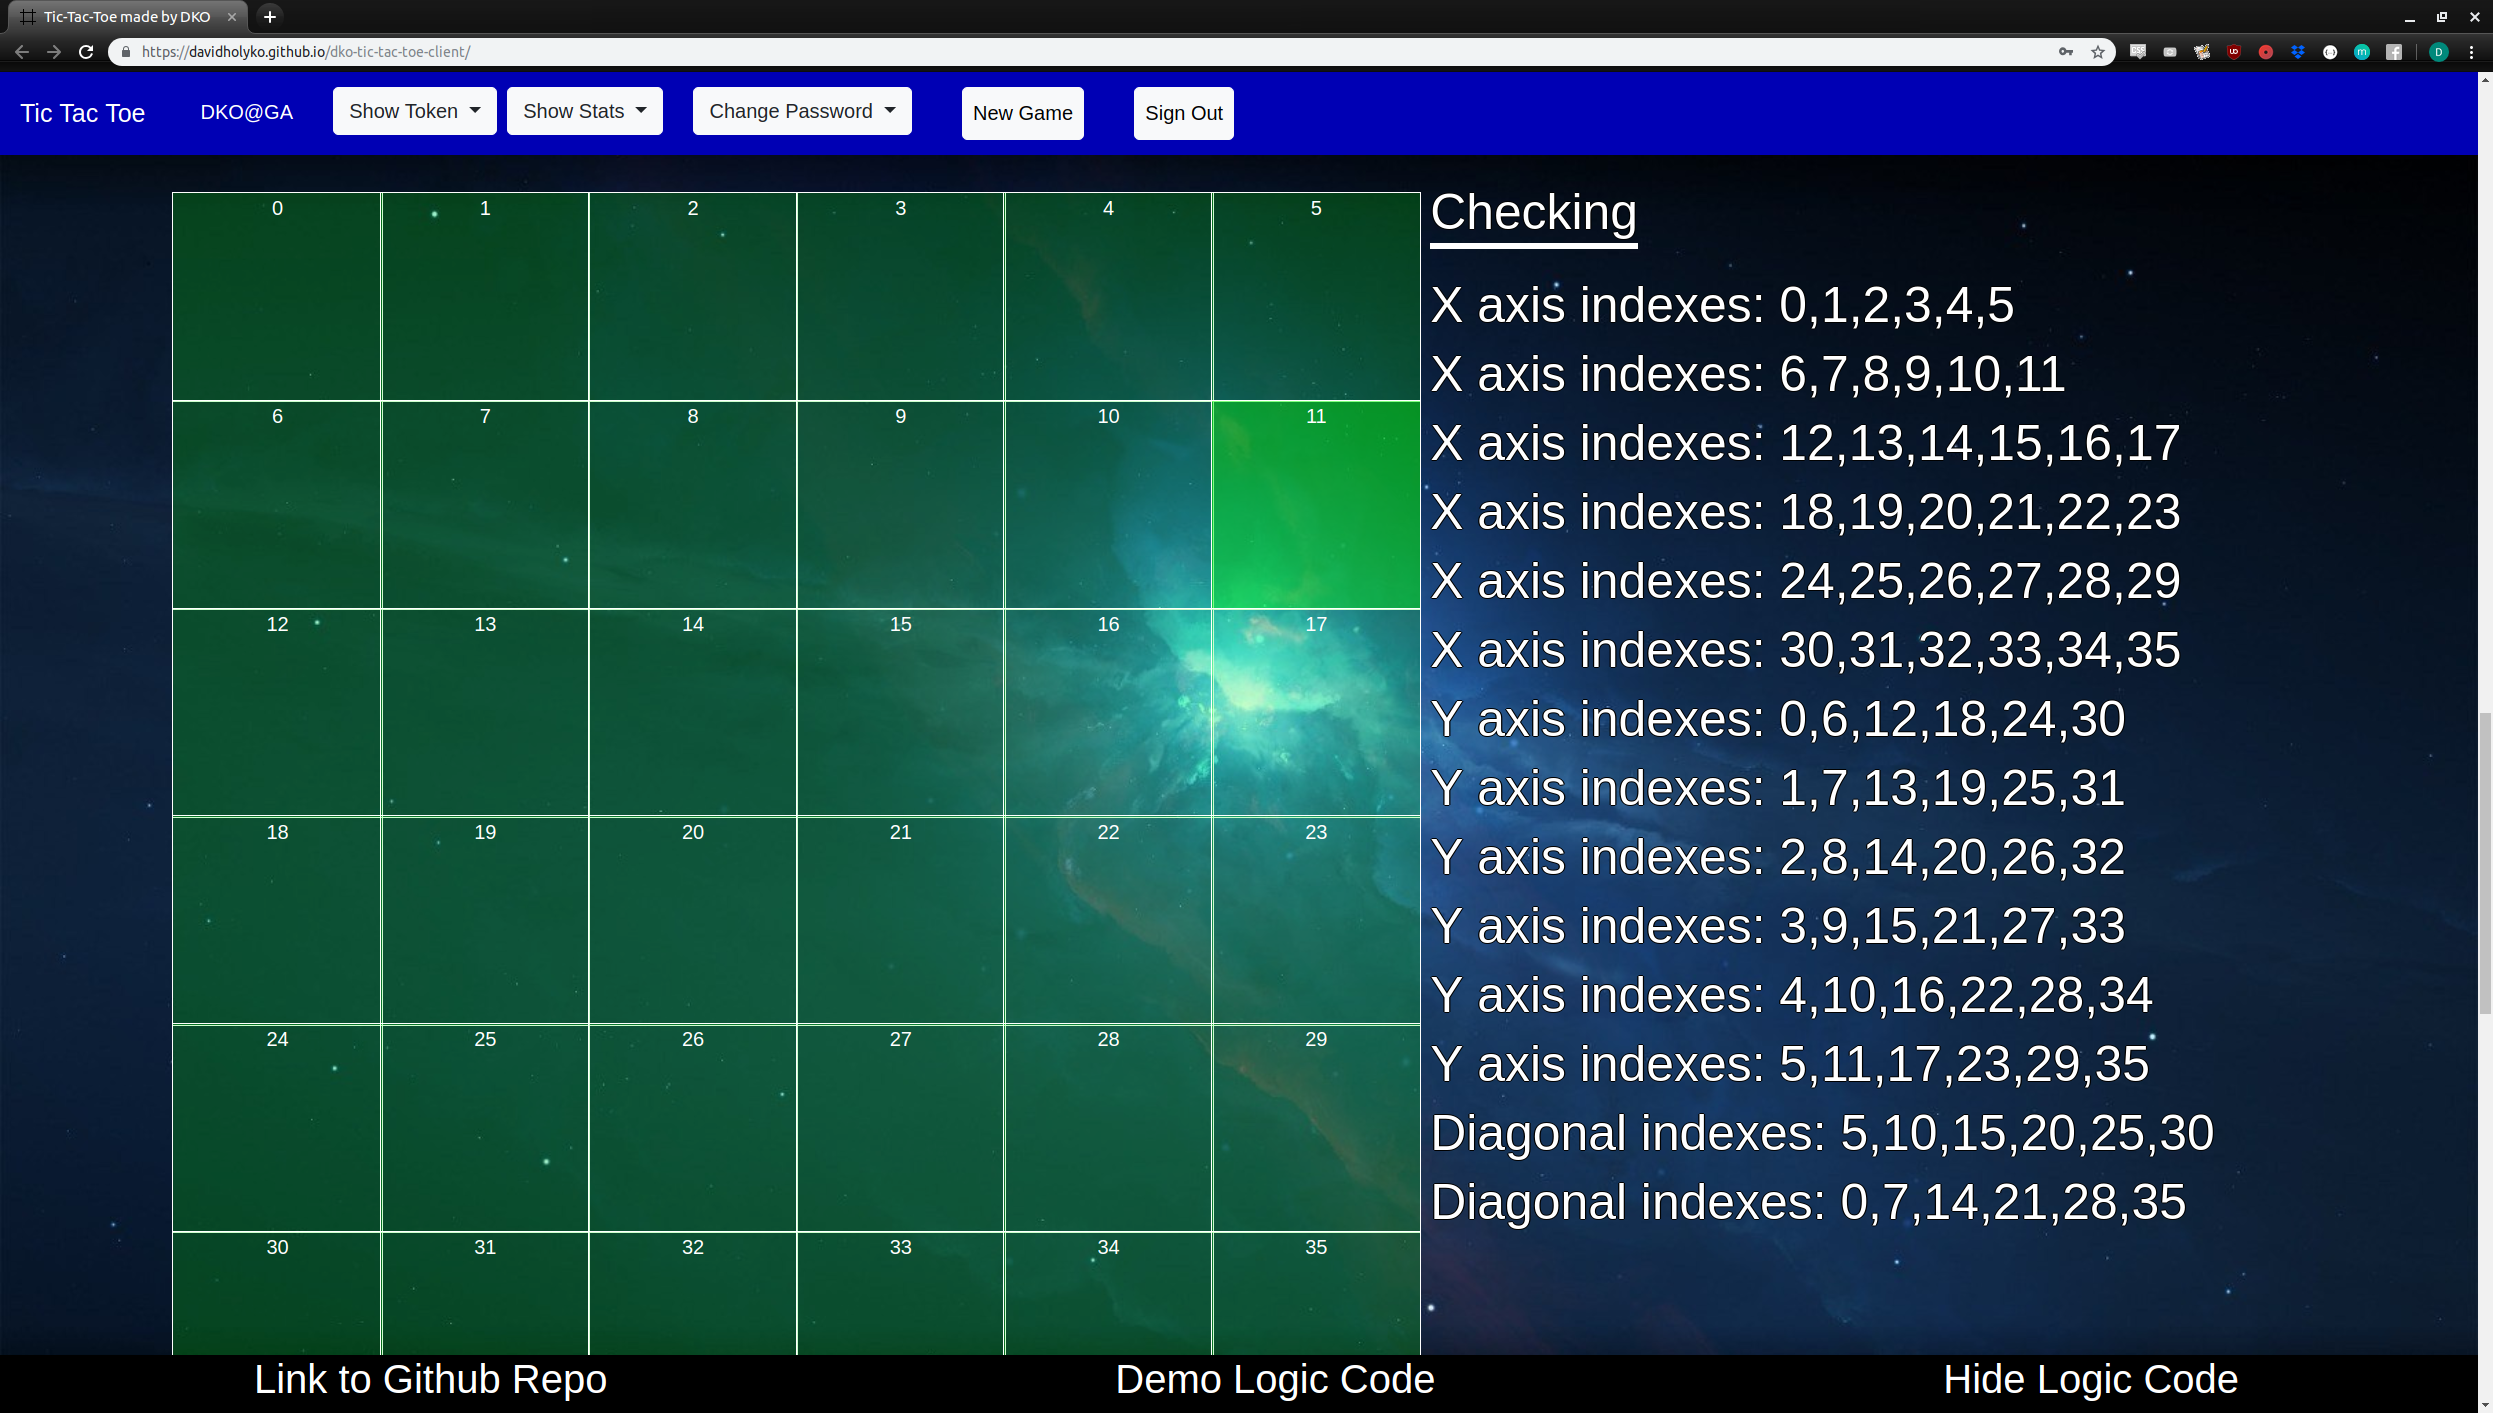 Tic-Tac-Toe made by DKO
https://davidholyko.github.io/dko-tic-tac-toe-client/
Tic Tac Toe DKO@GA Show Token Show Stats Change Password New Game Sign Out
0 1 2 3 4 5
6 7 8 9 10 11
12 13 14 15 16 17
18 19 20 21 22 23
24 25 26 27 28 29
30 31 32 33 34 35
Checking
X axis indexes: 0,1,2,3,4,5
X axis indexes: 6,7,8,9,10,11
X axis indexes: 12,13,14,15,16,17
X axis indexes: 18,19,20,21,22,23
X axis indexes: 24,25,26,27,28,29
X axis indexes: 30,31,32,33,34,35
Y axis indexes: 0,6,12,18,24,30
Y axis indexes: 1,7,13,19,25,31
Y axis indexes: 2,8,14,20,26,32
Y axis indexes: 3,9,15,21,27,33
Y axis indexes: 4,10,16,22,28,34
Y axis indexes: 5,11,17,23,29,35
Diagonal indexes: 5,10,15,20,25,30
Diagonal indexes: 0,7,14,21,28,35
Link to Github Repo Demo Logic Code Hide Logic Code